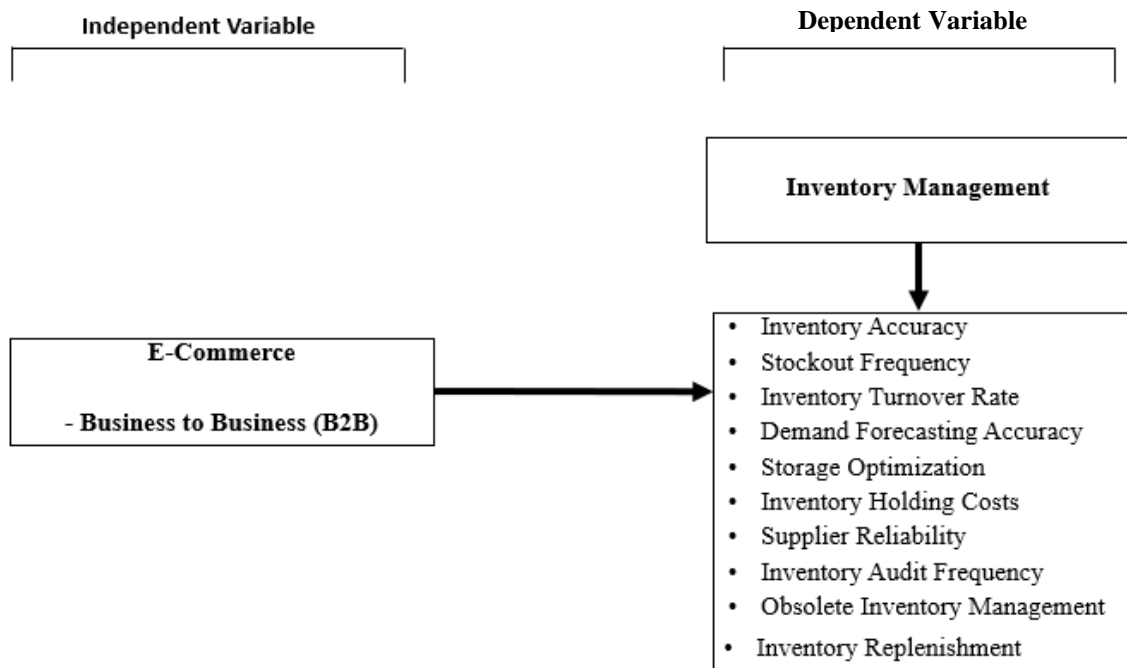 Independent Variable
Dependent Variable
Inventory Management
E-Commerce
- Business to Business (B2B)
• Inventory Accuracy
• Stockout Frequency
• Inventory Turnover Rate
• Demand Forecasting Accuracy
• Storage Optimization
• Inventory Holding Costs
• Supplier Reliability
• Inventory Audit Frequency
• Obsolete Inventory Management
• Inventory Replenishment